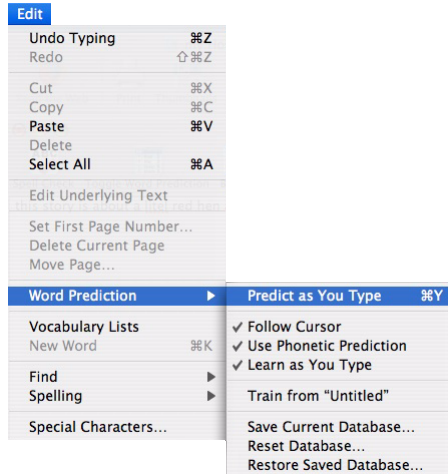 Edit
Undo Typing ⌘Z
Redo ⇧⌘Z
Cut ⌘X
Copy ⌘C
Paste ⌘V
Delete
Select All ⌘A
Edit Underlying Text
Set First Page Number...
Delete Current Page
Move Page...
Word Prediction ▶
Vocabulary Lists
New Word ⌘K
Find ▶
Spelling ▶
Special Characters...
Predict as You Type ⌘Y
✓ Follow Cursor
✓ Use Phonetic Prediction
✓ Learn as You Type
Train from “Untitled”
Save Current Database...
Reset Database...
Restore Saved Database...